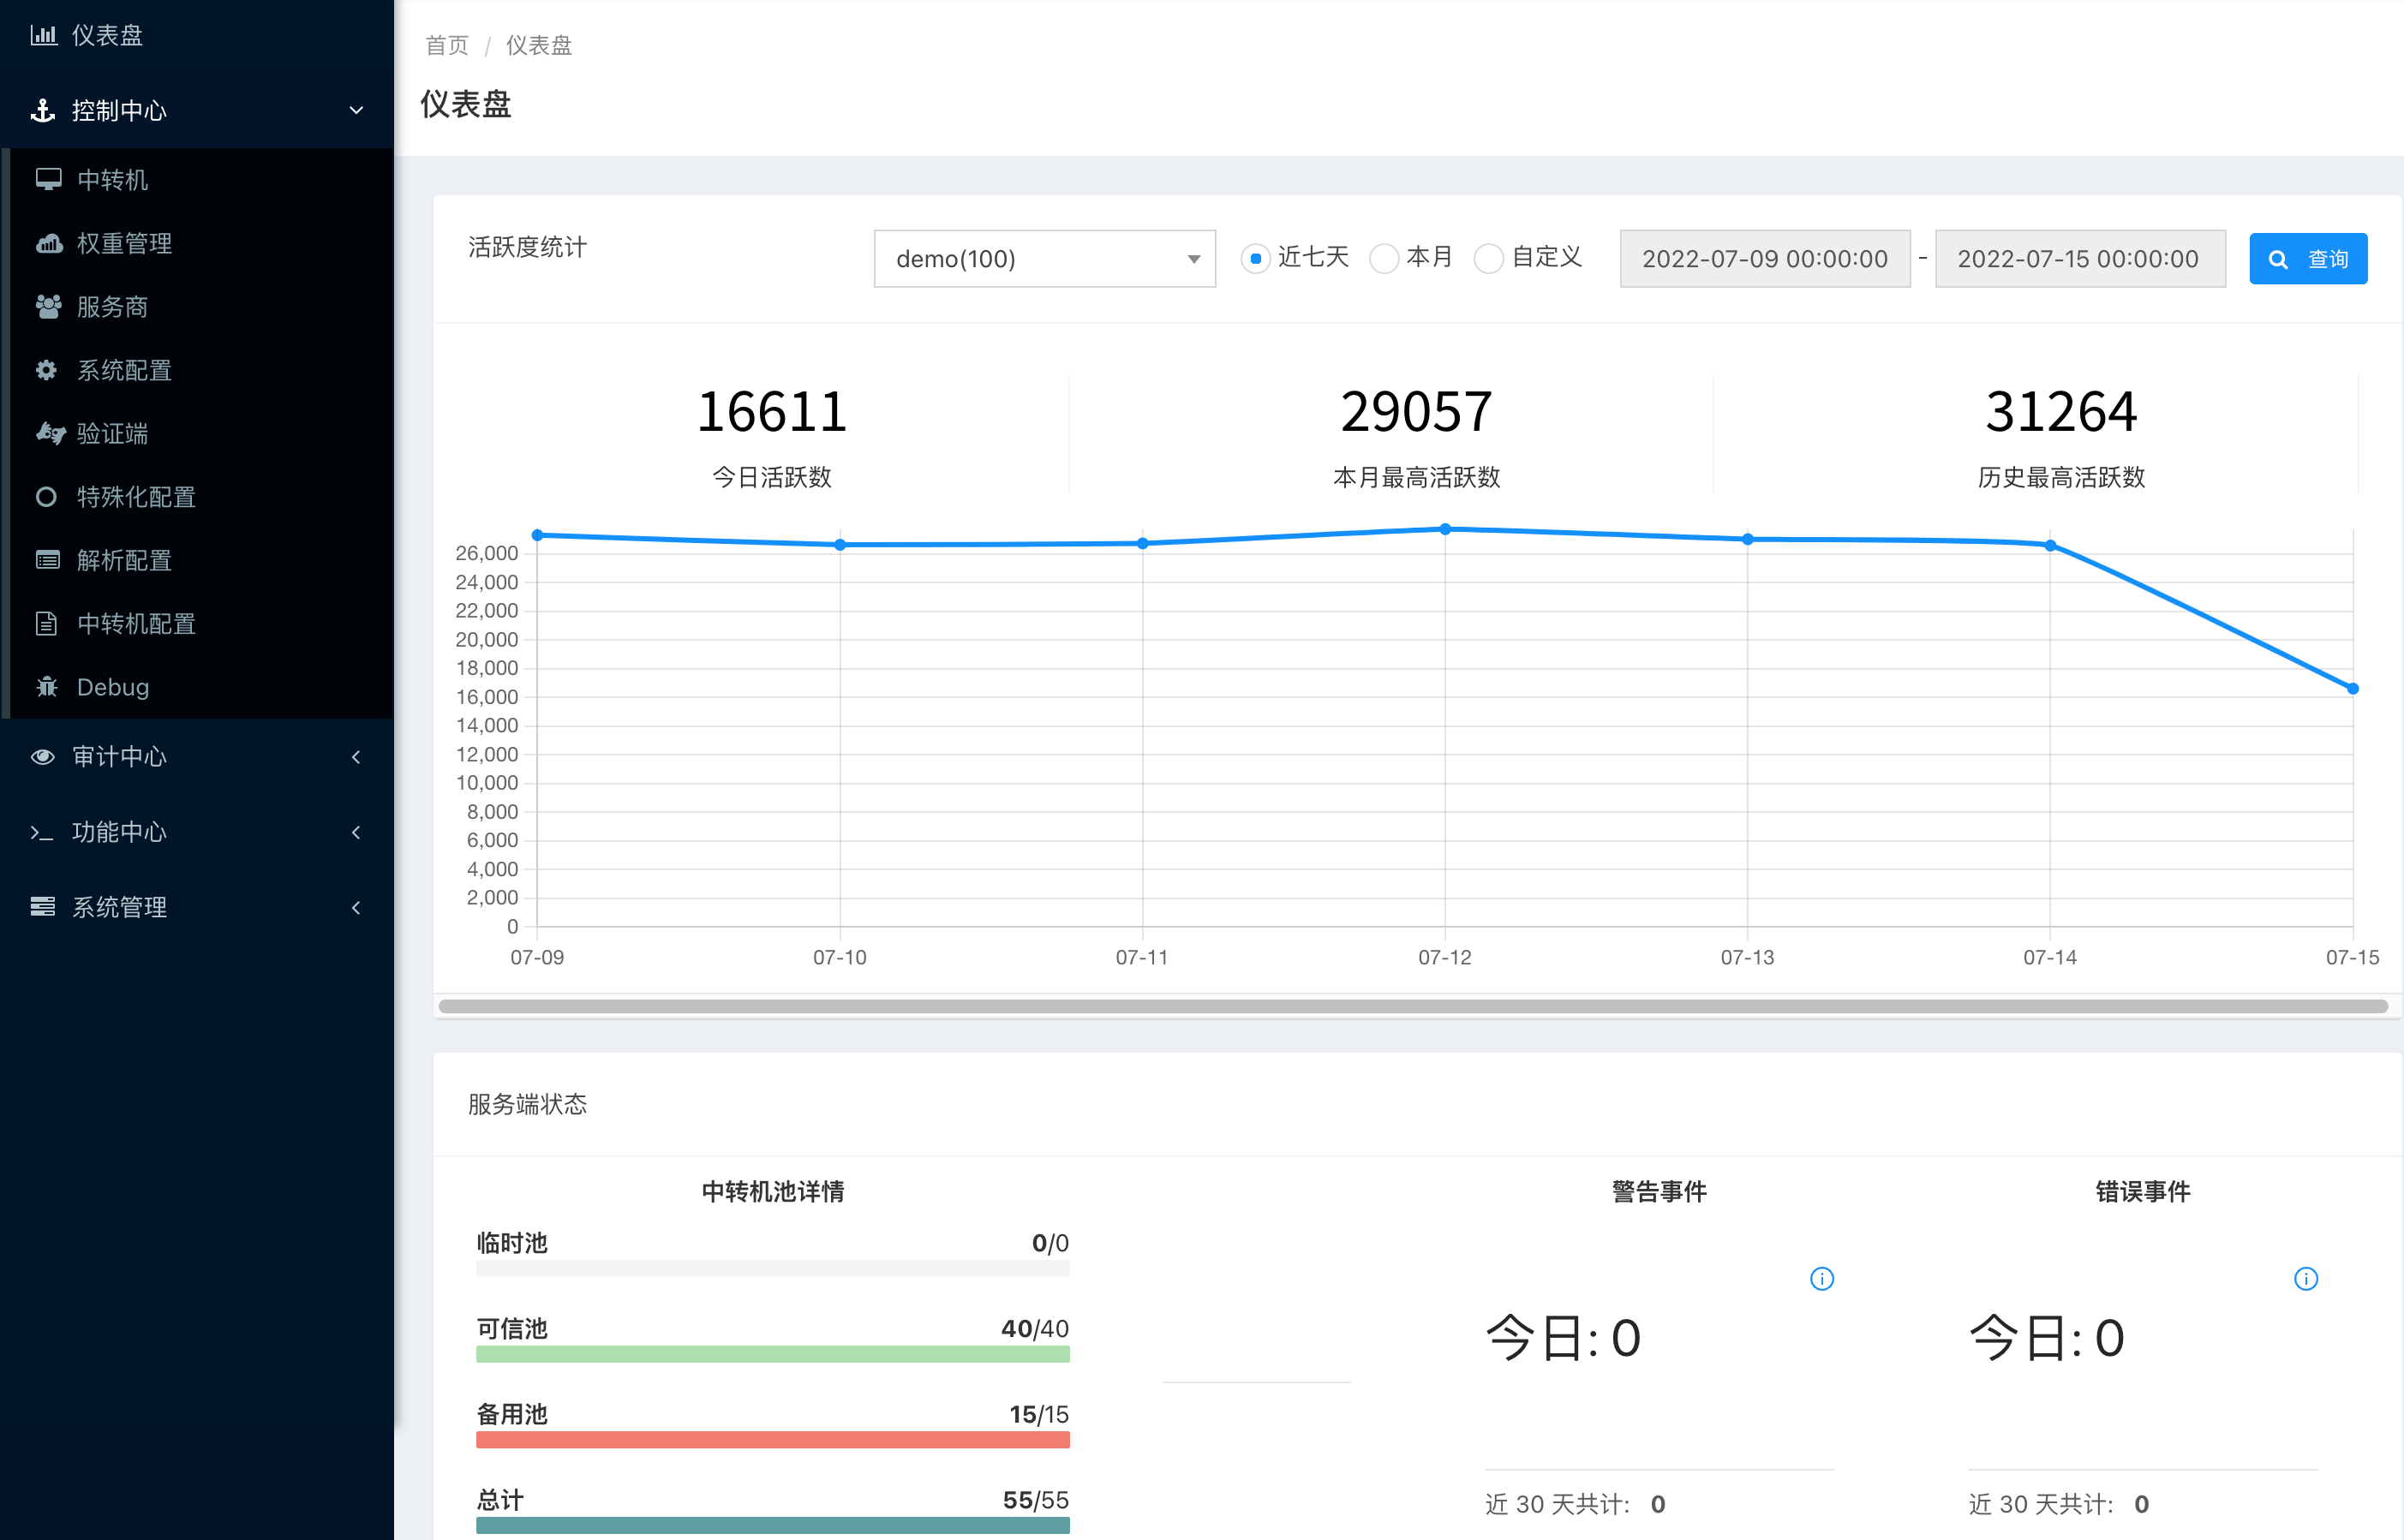 仪表盘
控制中心
中转机
权重管理
服务商
系统配置
验证端
特殊化配置
解析配置
中转机配置
Debug
审计中心
功能中心
系统管理
首页 / 仪表盘
仪表盘
活跃度统计 demo(100) 近七天 本月 自定义 2022-07-09 00:00:00 - 2022-07-15 00:00:00 查询
16611 29057 31264
今日活跃数 本月最高活跃数 历史最高活跃数
26,000
24,000
22,000
20,000
18,000
16,000
14,000
12,000
10,000
8,000
6,000
4,000
2,000
0
07-09 07-10 07-11 07-12 07-13 07-14 07-15
服务端状态
中转机池详情 警告事件 错误事件
临时池 0/0
可信池 40/40
今日: 0 今日: 0
备用池 15/15
总计 55/55
近 30 天共计: 0 近 30 天共计: 0